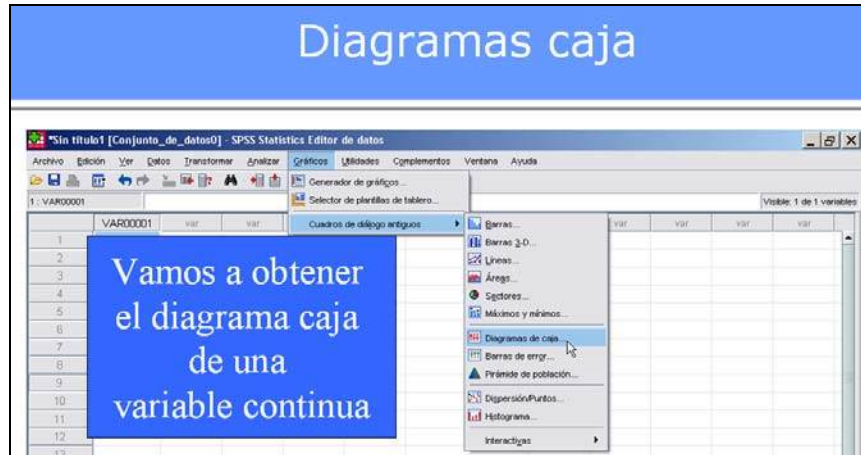 Diagramas caja
*Sin título1 [Conjunto_de_datos0] - SPSS Statistics Editor de datos
Archivo Edición Ver Datos Transformar Analizar Gráficos Utilidades Complementos Ventana Ayuda
Generador de gráficos...
1 : VAR00001
Selector de plantillas de tablero...
Visible: 1 de 1 variables
Cuadros de diálogo antiguos
VAR00001 var var var var var var
Barras...
Barras 3-D...
Líneas...
Áreas...
Sectores...
Máximos y mínimos...
Diagramas de caja...
Barras de error...
Pirámide de población...
Dispersión/Puntos...
Histograma...
Interactivas
1
2
3
4
5
6
7
8
9
10
11
12
13
Vamos a obtener
el diagrama caja
de una
variable continua